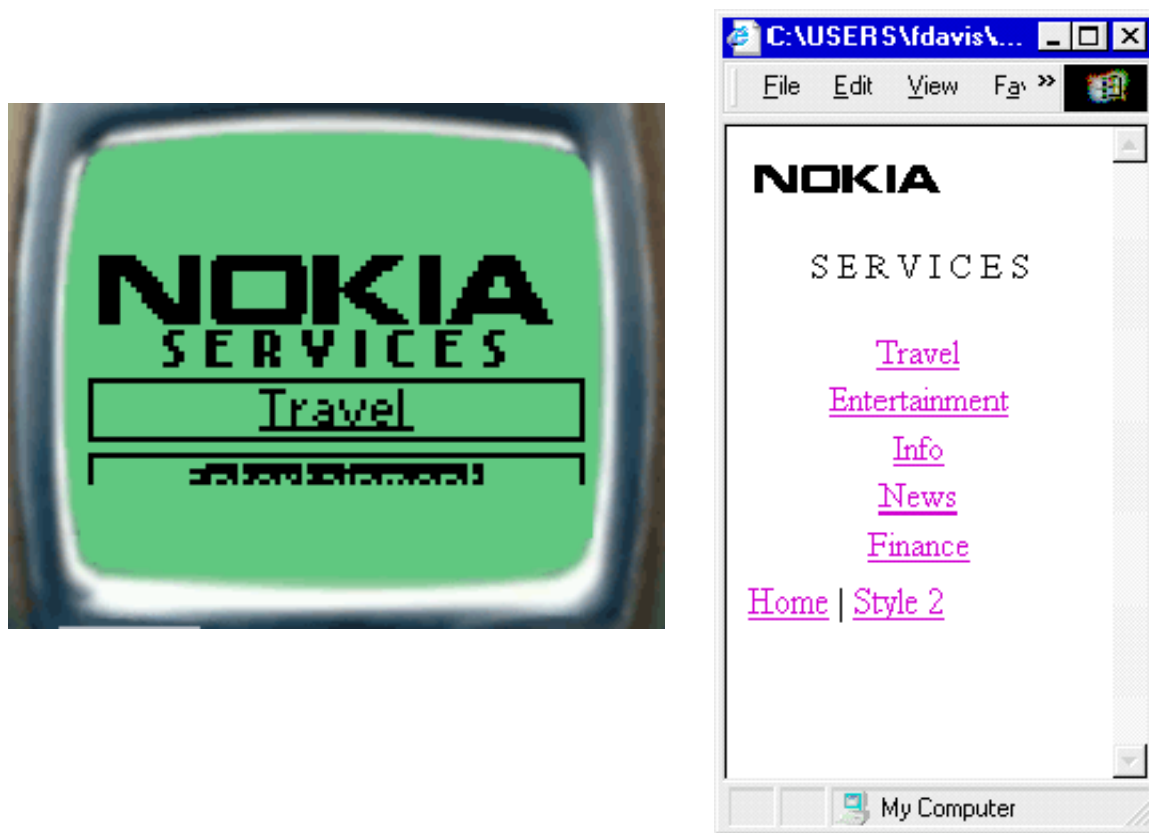 NOKIA
SERVICES
Travel
C:\USERS\fdavis\...
File Edit View Fa
NOKIA
SERVICES
Travel
Entertainment
Info
News
Finance
Home | Style 2
My Computer